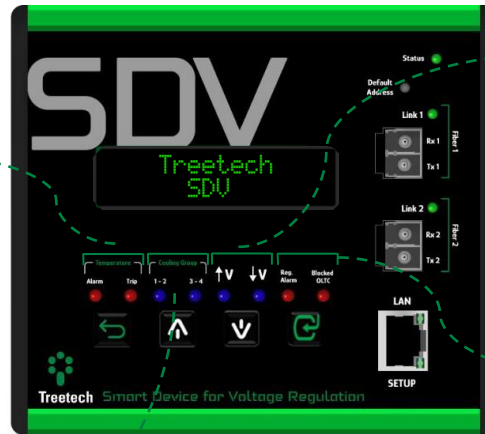 SDV
Status
Default
Address
Link 1
Rx 1
Tx 1
Fiber 1
Treetech
SDV
Link 2
Rx 2
Tx 2
Fiber 2
Temperature
Cooling Group
Alarm
Trip
1 - 2
3 - 4
↑V
↓V
Reg.
Alarm
Blocked
OLTC
V
LAN
SETUP
Treetech Smart Device for Voltage Regulation